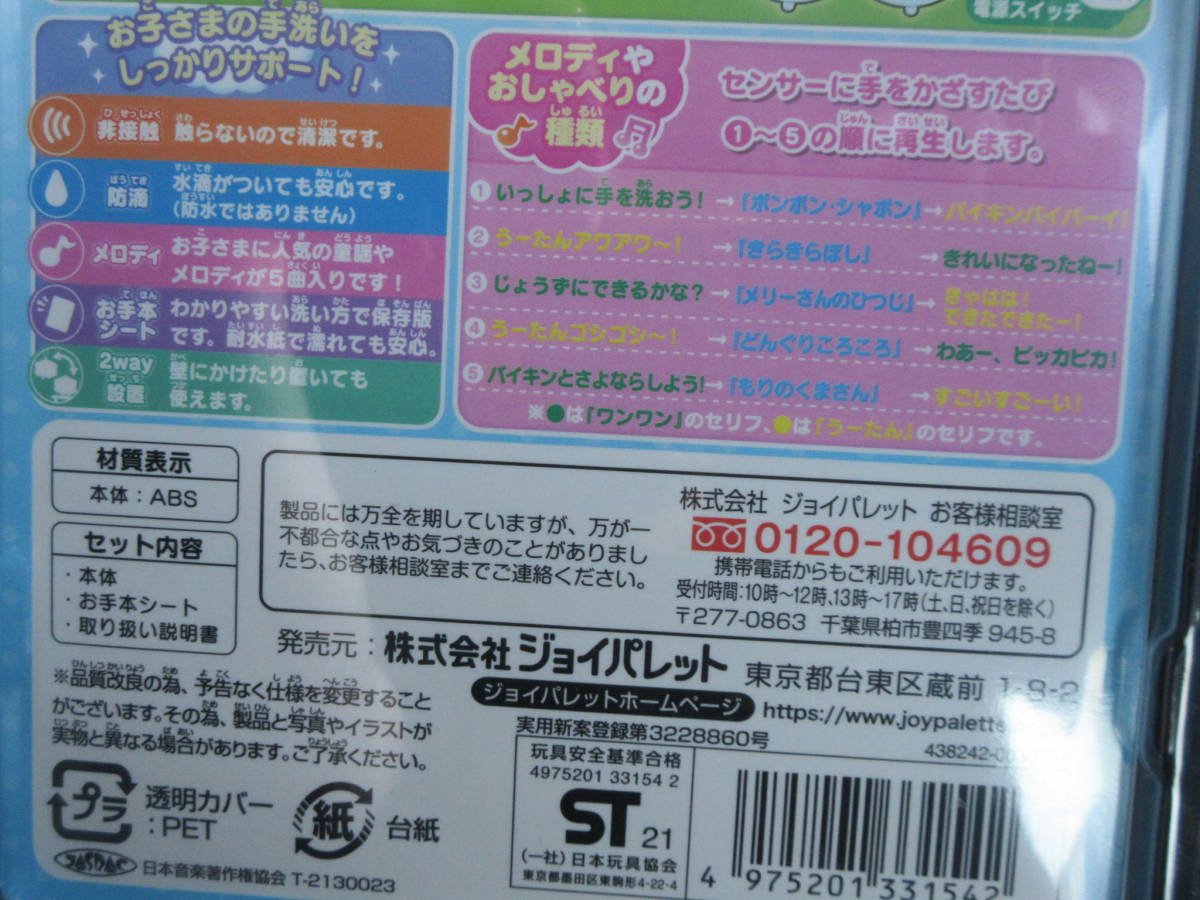 電源スイッチ
お子さまの手洗いを
しっかりサポート!
非接触 触らないので清潔です。
防滴 水滴がついても安心です。
(防水ではありません)
メロディ お子さまに人気の童謡や
メロディが5曲入りです!
お手本シート わかりやすい洗い方で保存版
です。耐水紙で濡れても安心。
2way設置 壁にかけたり置いても
使えます。
メロディや
おしゃべりの
種類
センサーに手をかざすたび
①～⑤の順に再生します。
① いっしょに手を洗おう! → 『ポンポン・シャボン』 → バイキンバイバーイ!
② うーたんアワアワ～! → 『きらきらぼし』 → きれいになったねー!
③ じょうずにできるかな? → 『メリーさんのひつじ』 → きゃはは!
できたできたー!
④ うーたんゴシゴシ～! → 『どんぐりころころ』 → わあー、ピッカピカ!
⑤ バイキンとさよならしよう! → 『もりのくまさん』 → すごいすごーい!
※●は『ワンワン』のセリフ、●は『うーたん』のセリフです。
材質表示
本体:ABS
セット内容
・本体
・お手本シート
・取り扱い説明書
製品には万全を期していますが、万が一
不都合な点やお気づきのことがありまし
たら、お客様相談室までご連絡ください。
株式会社 ジョイパレット お客様相談室
0120-104609
携帯電話からもご利用いただけます。
受付時間:10時～12時、13時～17時(土、日、祝日を除く)
〒277-0863 千葉県柏市豊四季945-8
発売元:株式会社ジョイパレット 東京都台東区蔵前 1-8-2
ジョイパレットホームページ https://www.joypalette
※品質改良の為、予告なく仕様を変更すること
がございます。その為、製品と写真やイラストが
実物と異なる場合があります。ご了承ください。
実用新案登録第3228860号
438242-0
玩具安全基準合格
4975201 33154 2
ST 21
(一社)日本玩具協会
東京都墨田区東駒形4-22-4
プラ 透明カバー
:PET
紙 台紙
JASRAC 日本音楽著作権協会 T-2130023
4 975201 331542